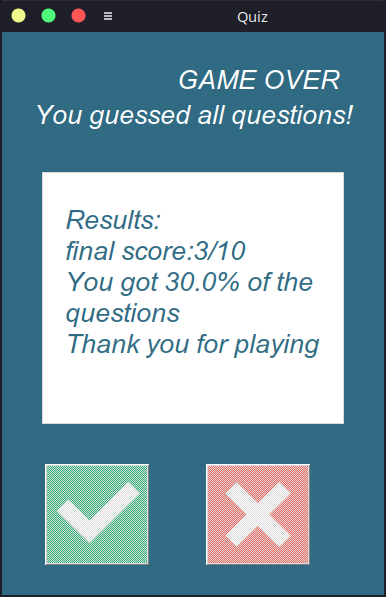 Quiz
GAME OVER
You guessed all questions!
Results:
final score:3/10
You got 30.0% of the
questions
Thank you for playing